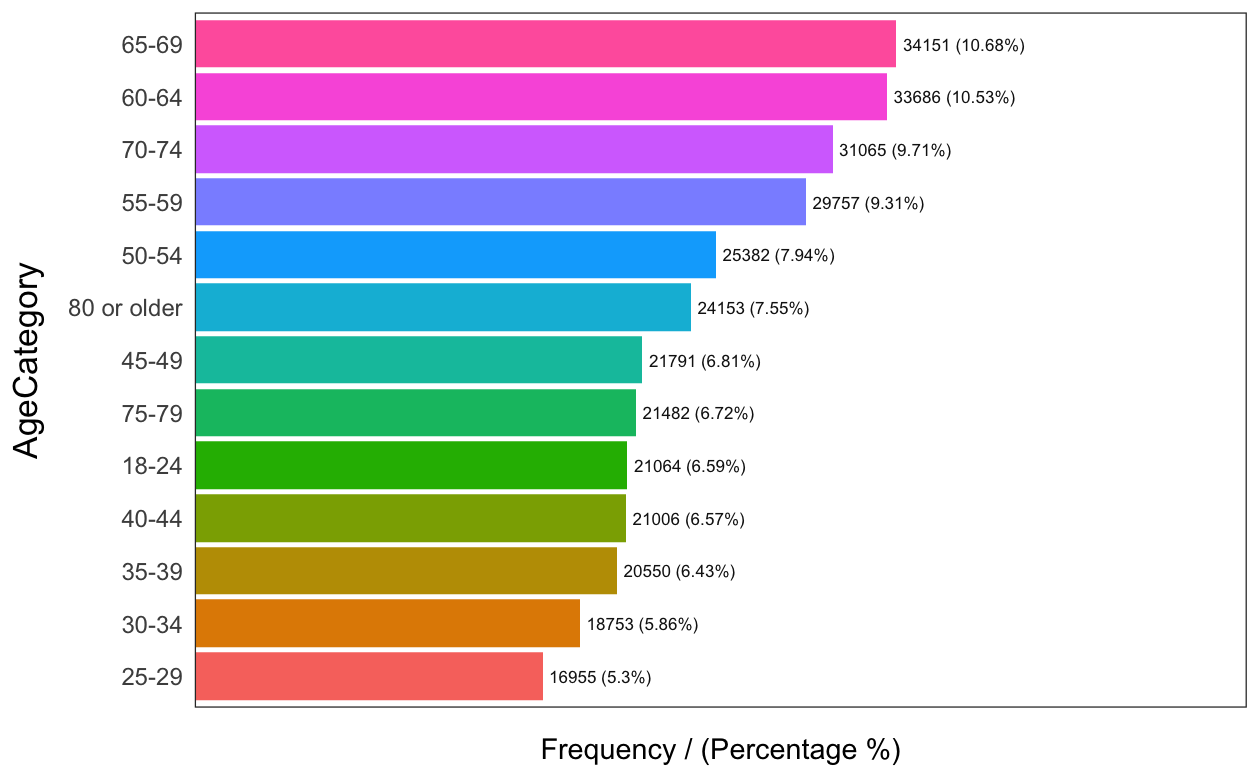 AgeCategory
65-69 34151 (10.68%)
60-64 33686 (10.53%)
70-74 31065 (9.71%)
55-59 29757 (9.31%)
50-54 25382 (7.94%)
80 or older 24153 (7.55%)
45-49 21791 (6.81%)
75-79 21482 (6.72%)
18-24 21064 (6.59%)
40-44 21006 (6.57%)
35-39 20550 (6.43%)
30-34 18753 (5.86%)
25-29 16955 (5.3%)
Frequency / (Percentage %)